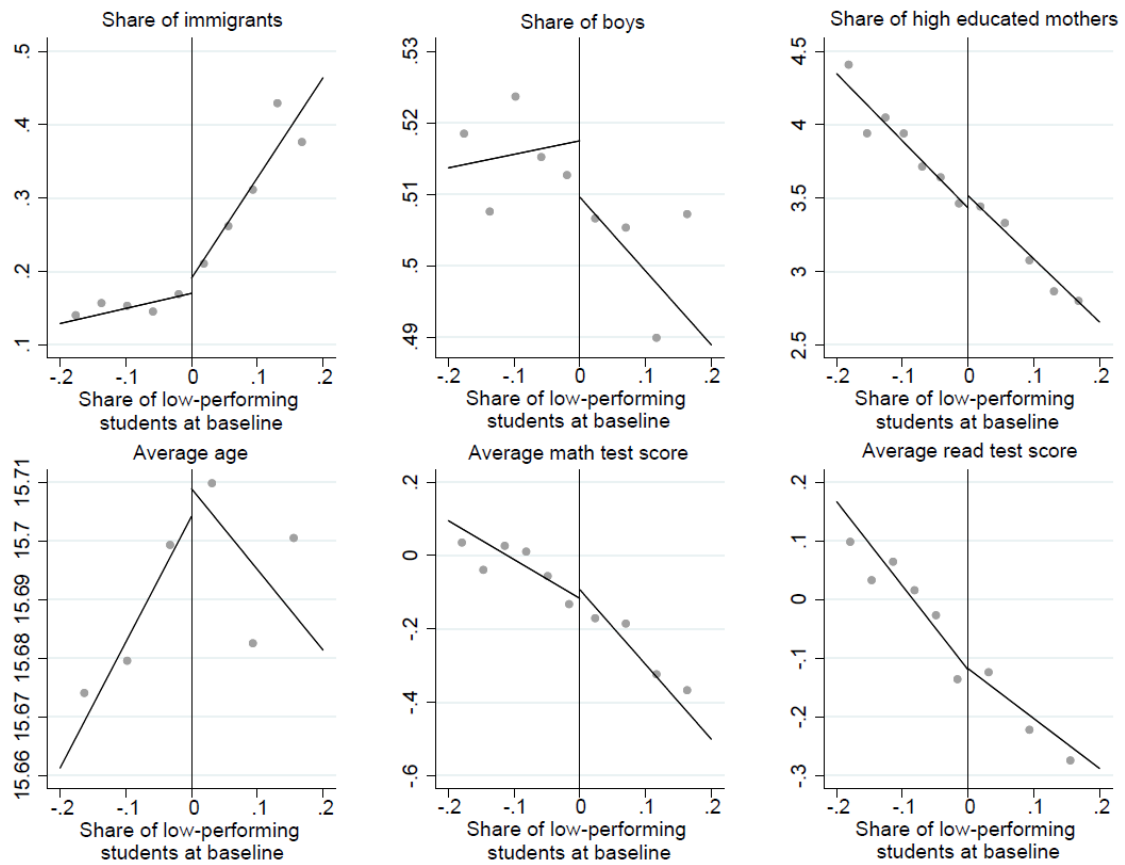 Share of immigrants
Share of boys
Share of high educated mothers
.5
.4
.3
.2
.1
-.2 -.1 0 .1 .2
Share of low-performing
students at baseline
.53
.52
.51
.5
.49
-.2 -.1 0 .1 .2
Share of low-performing
students at baseline
4.5
4
3.5
3
2.5
-.2 -.1 0 .1 .2
Share of low-performing
students at baseline
Average age
Average math test score
Average read test score
15.71
15.7
15.69
15.68
15.67
15.66
-.2 -.1 0 .1 .2
Share of low-performing
students at baseline
.2
0
-.2
-.4
-.6
-.2 -.1 0 .1 .2
Share of low-performing
students at baseline
.2
.1
0
-.1
-.2
-.3
-.2 -.1 0 .1 .2
Share of low-performing
students at baseline